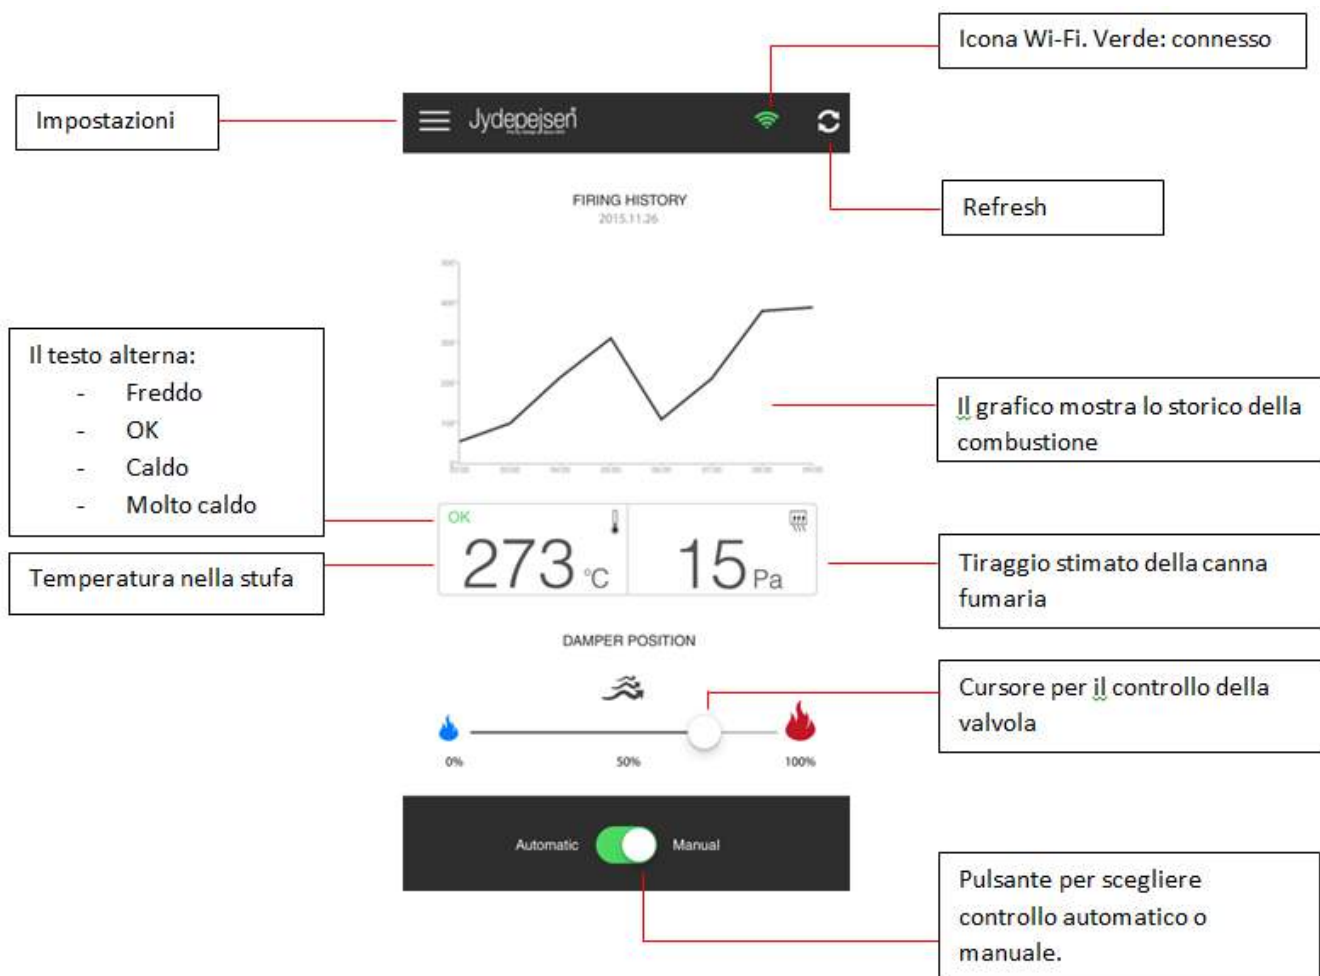 Icona Wi-Fi. Verde: connesso
Impostazioni
Jydepejsen
Refresh
FIRING HISTORY
2015.11.26
Il testo alterna:
- Freddo
- OK
- Caldo
- Molto caldo
Il grafico mostra lo storico della
combustione
Temperatura nella stufa
OK
273 °C
15 Pa
Tiraggio stimato della canna
fumaria
DAMPER POSITION
Cursore per il controllo della
valvola
0% 50% 100%
Automatic Manual
Pulsante per scegliere
controllo automatico o
manuale.